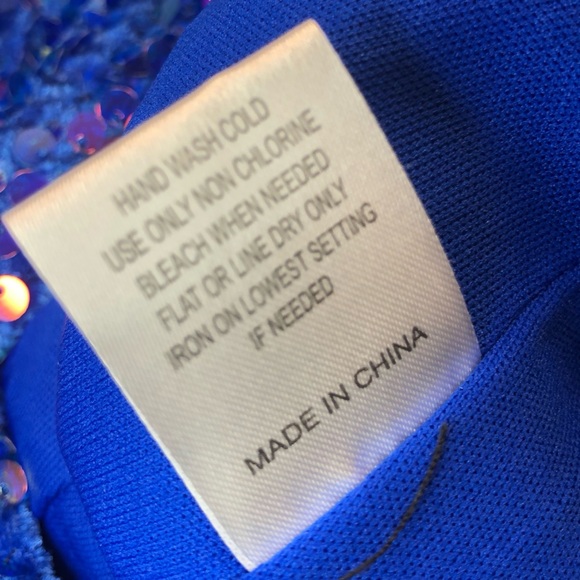 HAND WASH COLD
USE ONLY NON CHLORINE
BLEACH WHEN NEEDED
FLAT OR LINE DRY ONLY
IRON ON LOWEST SETTING
IF NEEDED
MADE IN CHINA